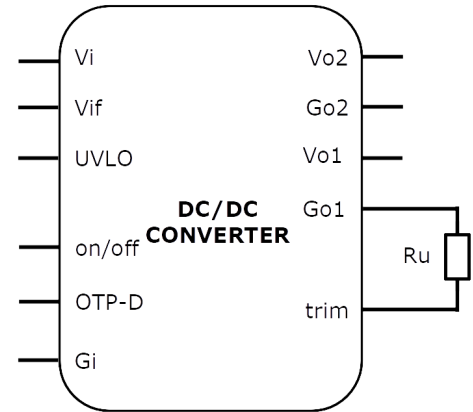 Vi
Vif
UVLO
on/off
OTP-D
Gi
DC/DC
CONVERTER
Vo2
Go2
Vo1
Go1
trim
Ru